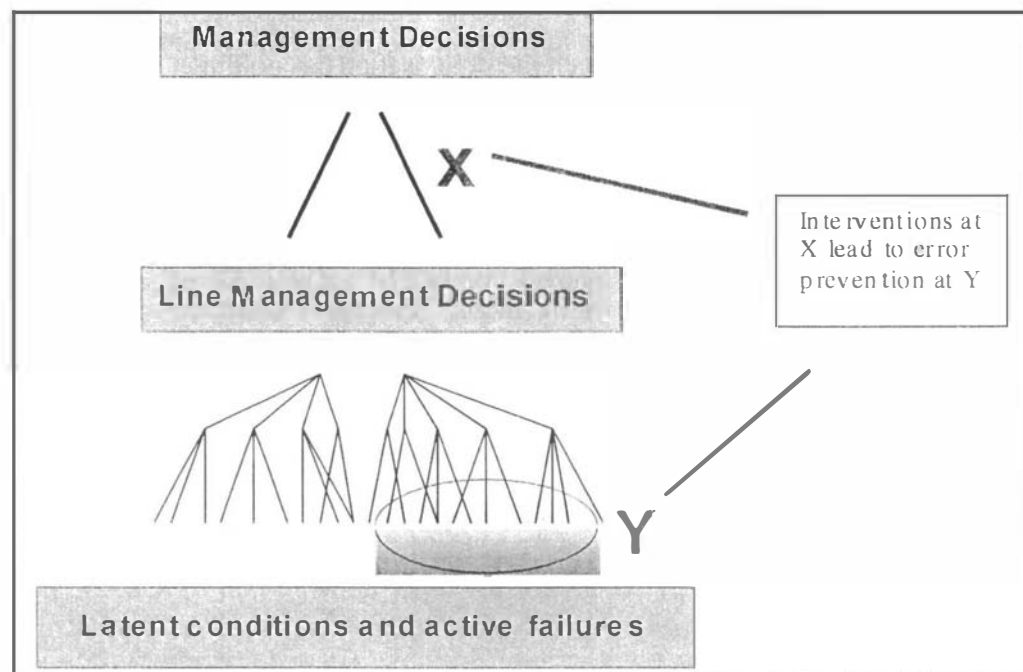 Management Decisions
X
Interventions at
X lead to error
prevention at Y
Line Management Decisions
Y
Latent conditions and active failures